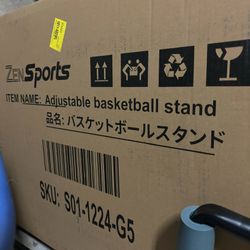 ZENSports
ITEM NAME: Adjustable basketball stand
品名: バスケットボールスタンド
SKU: S01-1224-G5